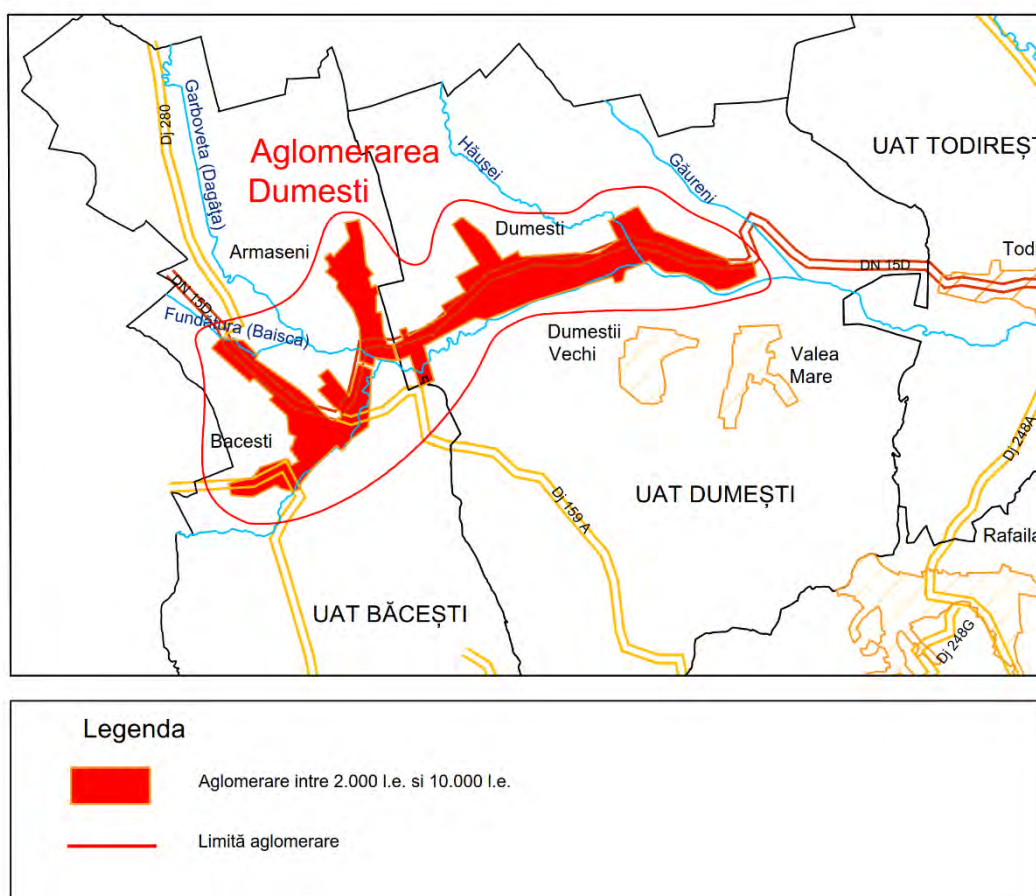 Dj 280
Garboveta (Dagâța)
Aglomerarea
Dumesti
Hăușei
Găureni
UAT TODIREȘT
Armaseni
Dumesti
Tod
DN 15D
DN 15D
Fundătura (Baisca)
Dumestii
Vechi
Valea
Mare
Bacesti
Dj 248A
UAT DUMEȘTI
Dj 159 A
Rafaila
UAT BĂCEȘTI
Dj 248G
Legenda
Aglomerare intre 2.000 l.e. si 10.000 l.e.
Limită aglomerare